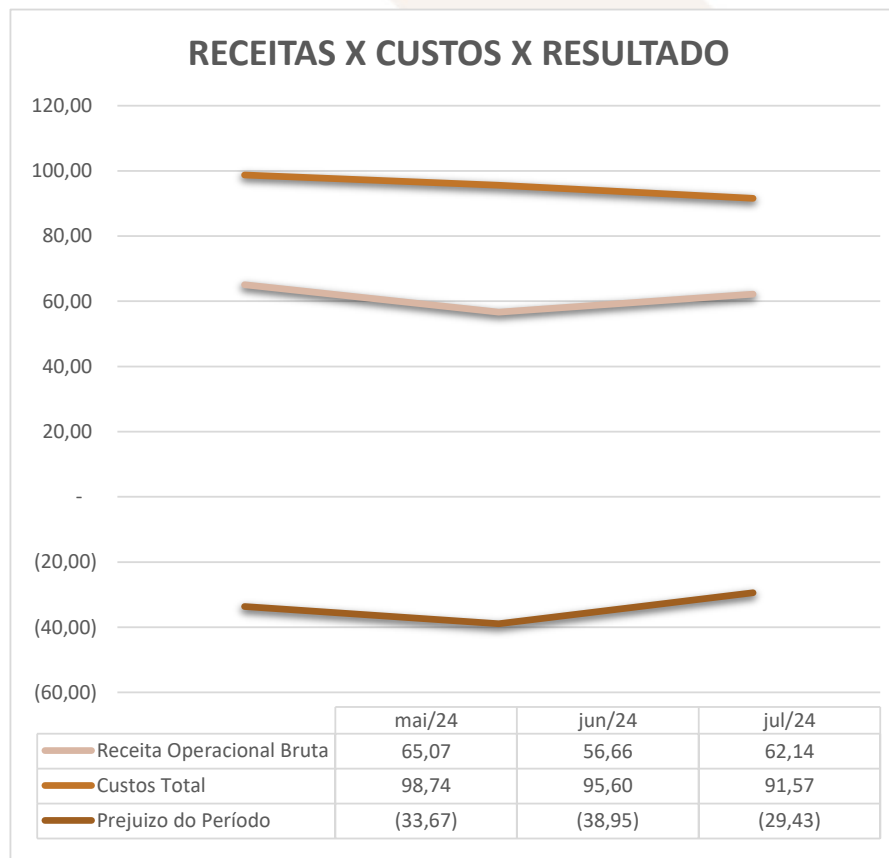 RECEITAS X CUSTOS X RESULTADO
120,00
100,00
80,00
60,00
40,00
20,00
-
(20,00)
(40,00)
(60,00)
mai/24 jun/24 jul/24
Receita Operacional Bruta 65,07 56,66 62,14
Custos Total 98,74 95,60 91,57
Prejuizo do Período (33,67) (38,95) (29,43)